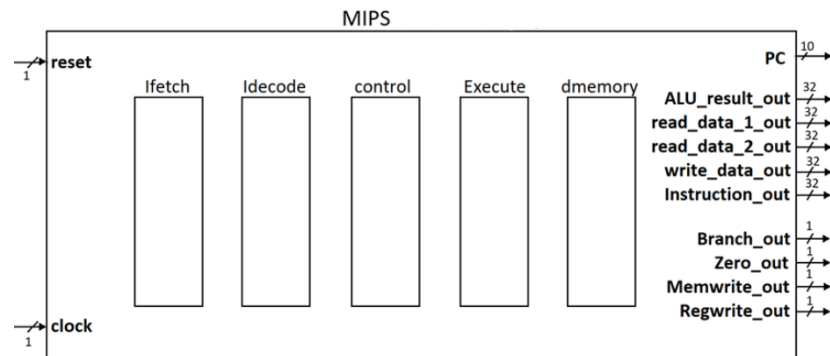 MIPS
reset
1
Ifetch
Idecode
control
Execute
dmemory
PC
10
ALU_result_out
32
read_data_1_out
32
read_data_2_out
32
write_data_out
32
Instruction_out
32
Branch_out
1
Zero_out
1
Memwrite_out
1
Regwrite_out
1
clock
1